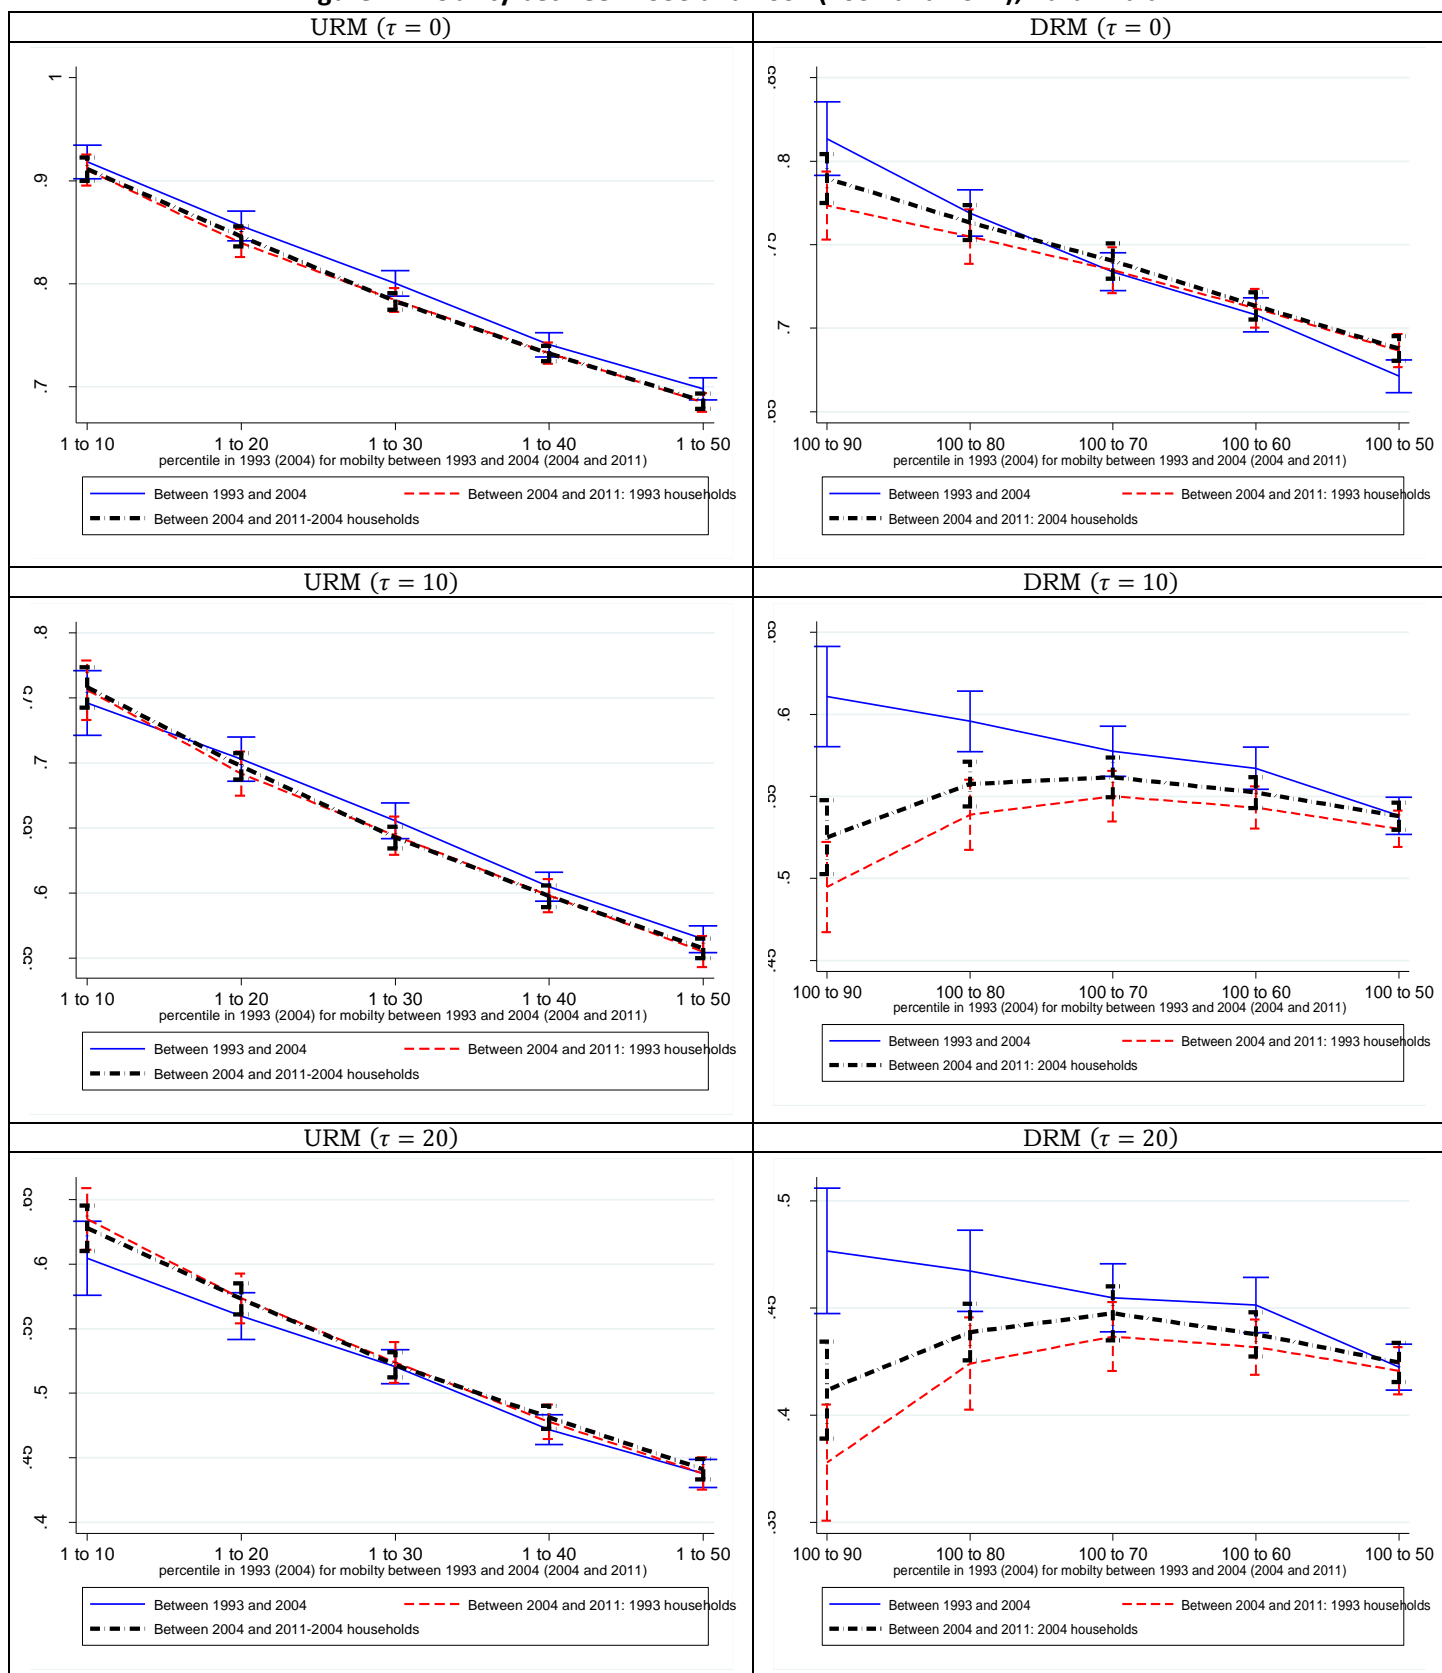 URM (τ = 0)
1
.9
.8
.7
1 to 10 1 to 20 1 to 30 1 to 40 1 to 50
percentile in 1993 (2004) for mobilty between 1993 and 2004 (2004 and 2011)
Between 1993 and 2004 Between 2004 and 2011: 1993 households
Between 2004 and 2011-2004 households
DRM (τ = 0)
.85
.8
.75
.7
.65
100 to 90 100 to 80 100 to 70 100 to 60 100 to 50
percentile in 1993 (2004) for mobilty between 1993 and 2004 (2004 and 2011)
Between 1993 and 2004 Between 2004 and 2011: 1993 households
Between 2004 and 2011: 2004 households
URM (τ = 10)
.8
.75
.7
.65
.6
.55
1 to 10 1 to 20 1 to 30 1 to 40 1 to 50
percentile in 1993 (2004) for mobilty between 1993 and 2004 (2004 and 2011)
Between 1993 and 2004 Between 2004 and 2011: 1993 households
Between 2004 and 2011-2004 households
DRM (τ = 10)
.65
.6
.55
.5
.45
100 to 90 100 to 80 100 to 70 100 to 60 100 to 50
percentile in 1993 (2004) for mobilty between 1993 and 2004 (2004 and 2011)
Between 1993 and 2004 Between 2004 and 2011: 1993 households
Between 2004 and 2011: 2004 households
URM (τ = 20)
.65
.6
.55
.5
.45
.4
1 to 10 1 to 20 1 to 30 1 to 40 1 to 50
percentile in 1993 (2004) for mobilty between 1993 and 2004 (2004 and 2011)
Between 1993 and 2004 Between 2004 and 2011: 1993 households
Between 2004 and 2011-2004 households
DRM (τ = 20)
.5
.45
.4
.35
100 to 90 100 to 80 100 to 70 100 to 60 100 to 50
percentile in 1993 (2004) for mobilty between 1993 and 2004 (2004 and 2011)
Between 1993 and 2004 Between 2004 and 2011: 1993 households
Between 2004 and 2011: 2004 households